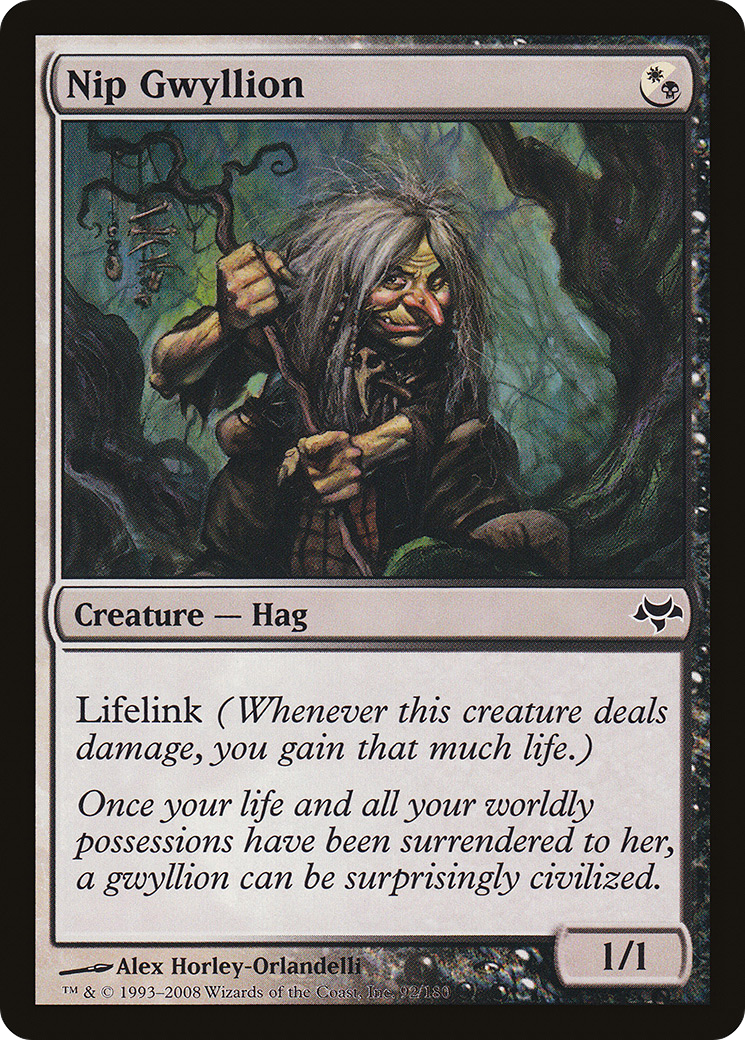 Nip Gwyllion
Creature — Hag
Lifelink (Whenever this creature deals
damage, you gain that much life.)
Once your life and all your worldly
possessions have been surrendered to her,
a gwyllion can be surprisingly civilized.
1/1
Alex Horley-Orlandelli
™ & © 1993–2008 Wizards of the Coast, Inc. 92/180